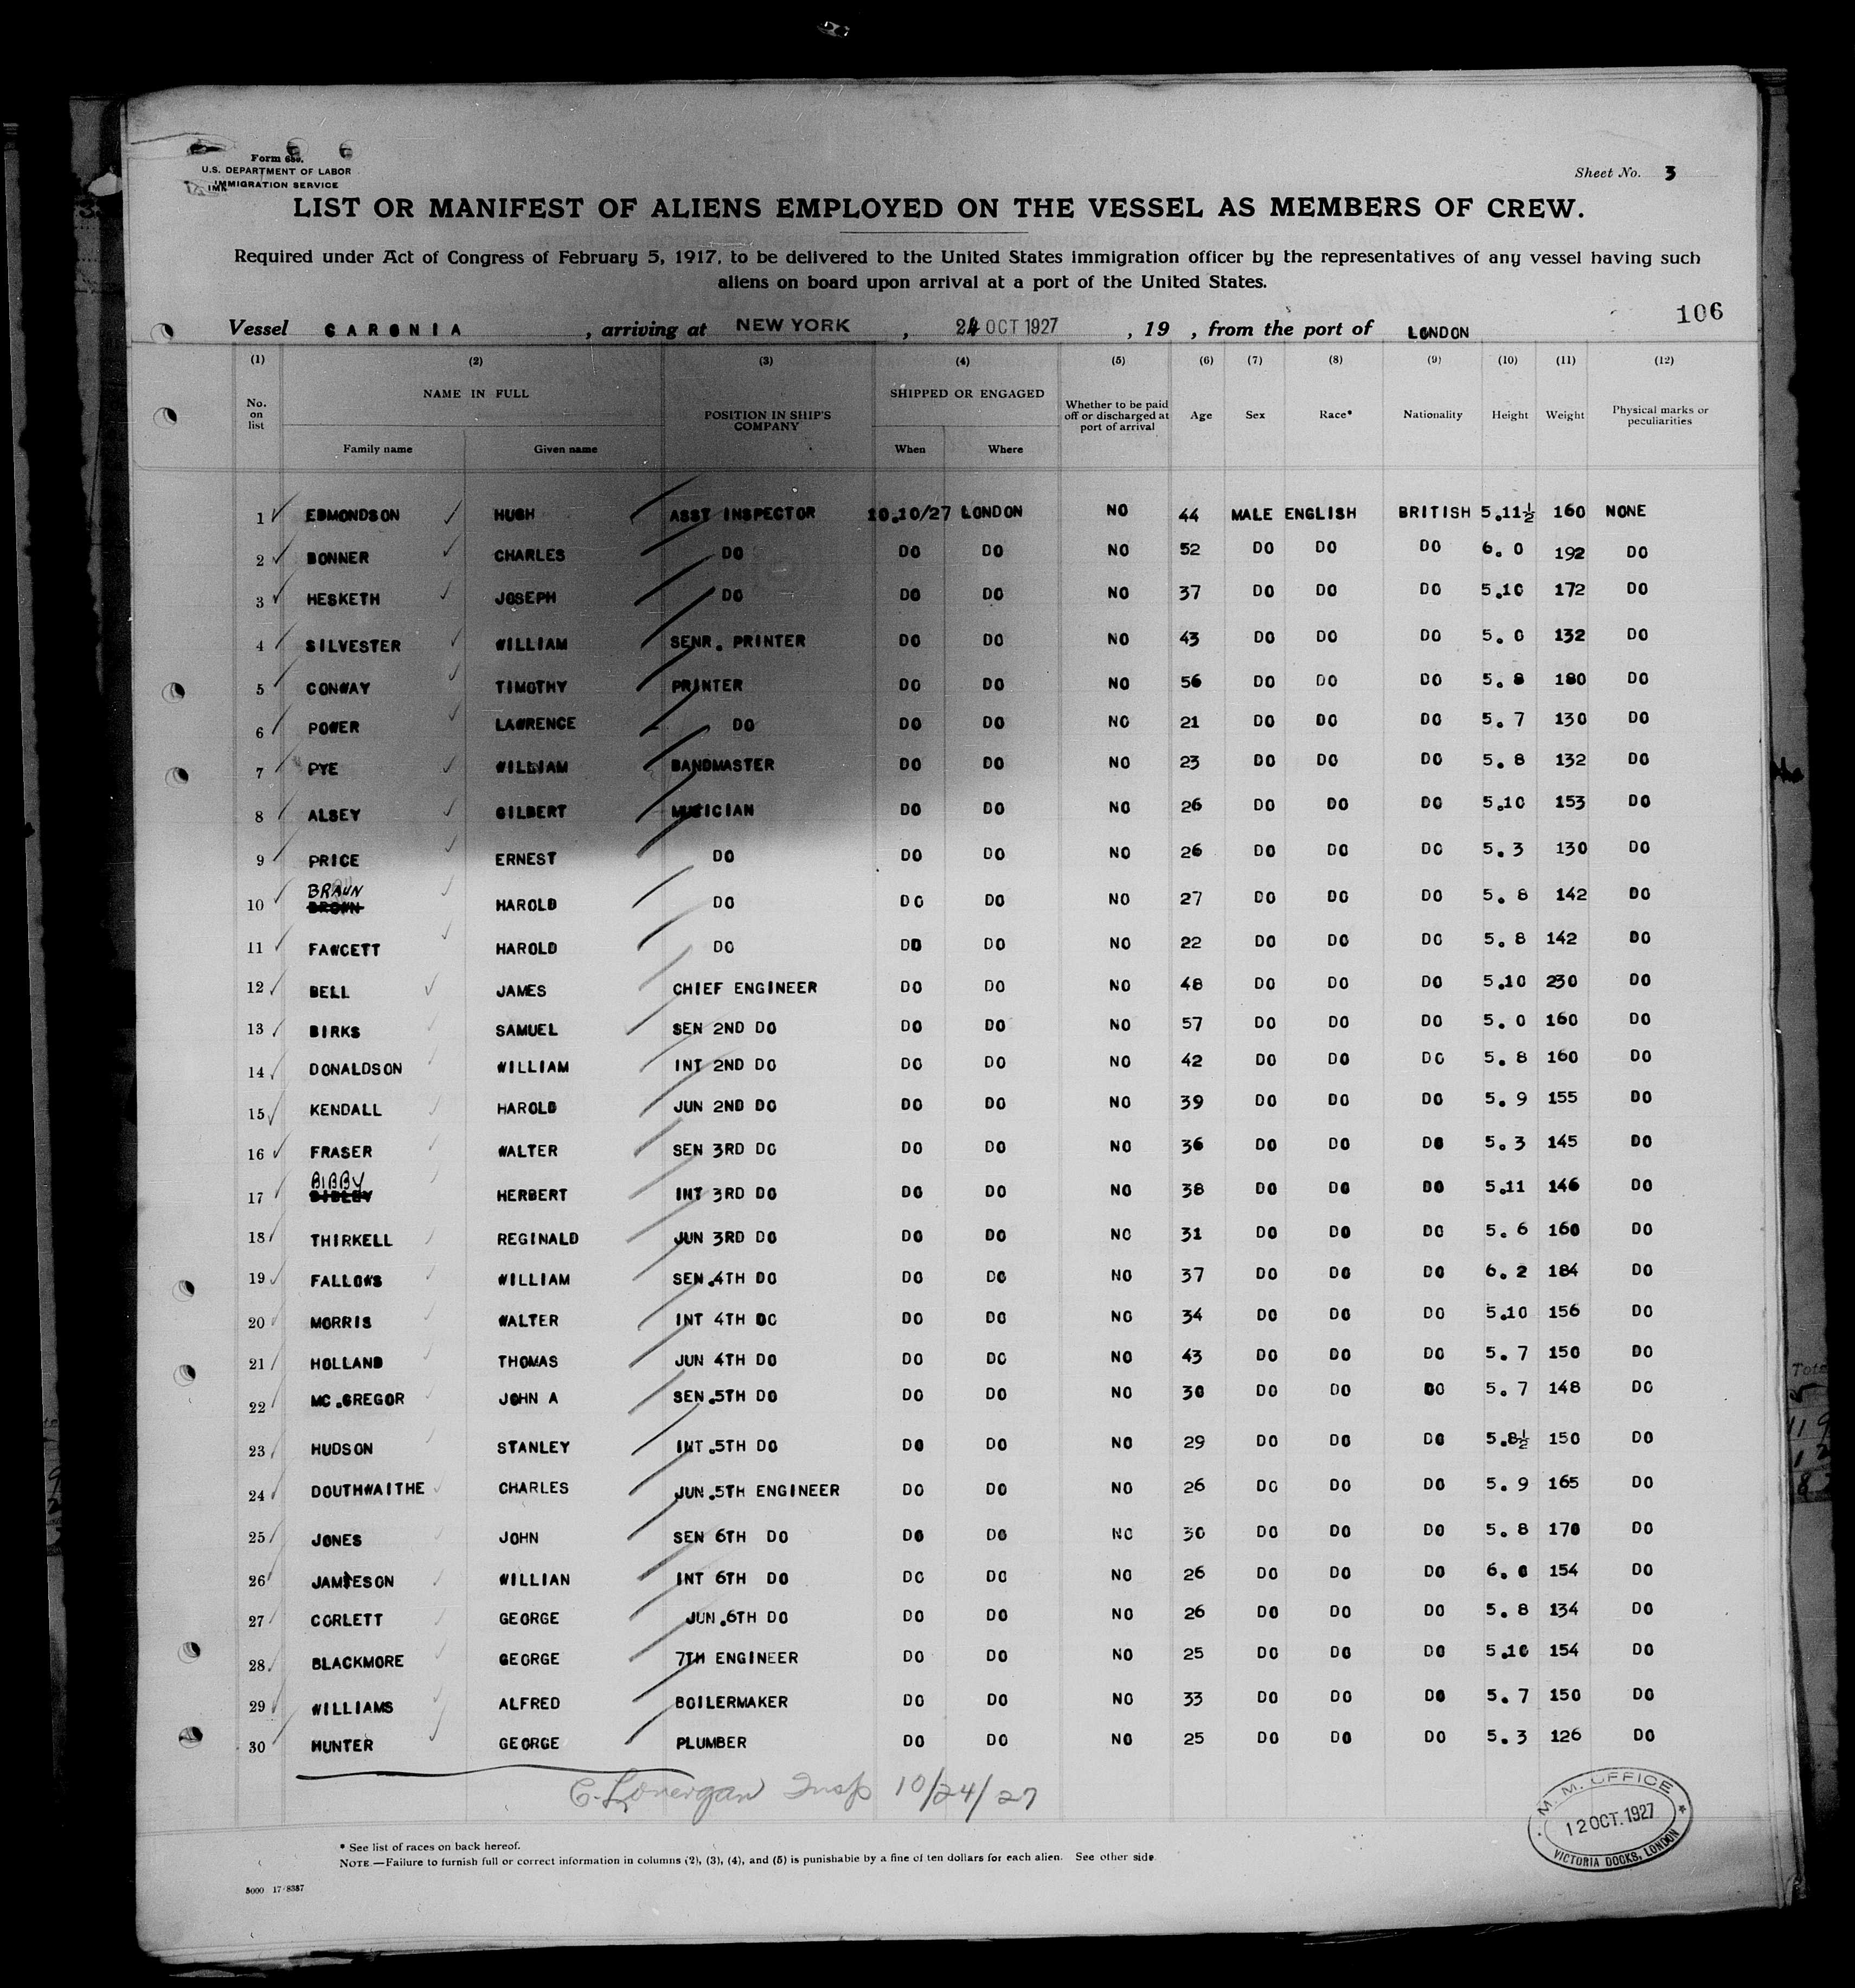 Form 680.
U.S. DEPARTMENT OF LABOR
IMMIGRATION SERVICE
Sheet No. 3
LIST OR MANIFEST OF ALIENS EMPLOYED ON THE VESSEL AS MEMBERS OF CREW.
Required under Act of Congress of February 5, 1917, to be delivered to the United States immigration officer by the representatives of any vessel having such
aliens on board upon arrival at a port of the United States.
106
Vessel CARONIA , arriving at NEW YORK , 24 OCT 1927 , 19 , from the port of LONDON
(1) (2) (3) (4) (5) (6) (7) (8) (9) (10) (11) (12)
No. on list NAME IN FULL Family name Given name POSITION IN SHIP'S COMPANY SHIPPED OR ENGAGED When Where Whether to be paid off or discharged at port of arrival Age Sex Race* Nationality Height Weight Physical marks or peculiarities
1 EDMONDSON HUGH ASST INSPECTOR 10.10/27 LONDON NO 44 MALE ENGLISH BRITISH 5.11½ 160 NONE
2 BONNER CHARLES DO DO DO NO 52 DO DO DO 6.0 192 DO
3 HESKETH JOSEPH DO DO DO NO 37 DO DO DO 5.10 172 DO
4 SILVESTER WILLIAM SENR. PRINTER DO DO NO 43 DO DO DO 5.0 132 DO
5 CONWAY TIMOTHY PRINTER DO DO NO 56 DO DO DO 5.8 180 DO
6 POWER LAWRENCE DO DO DO NO 21 DO DO DO 5.7 130 DO
7 PYE WILLIAM BANDMASTER DO DO NO 23 DO DO DO 5.8 132 DO
8 ALSEY GILBERT MUSICIAN DO DO NO 26 DO DO DO 5.10 153 DO
9 PRICE ERNEST DO DO DO NO 26 DO DO DO 5.3 130 DO
10 BRAUN BROWN HAROLD DO DO DO NO 27 DO DO DO 5.8 142 DO
11 FAWCETT HAROLD DO DO DO NO 22 DO DO DO 5.8 142 DO
12 BELL JAMES CHIEF ENGINEER DO DO NO 48 DO DO DO 5.10 230 DO
13 BIRKS SAMUEL SEN 2ND DO DO DO NO 57 DO DO DO 5.0 160 DO
14 DONALDSON WILLIAM INT 2ND DO DO DO NO 42 DO DO DO 5.8 160 DO
15 KENDALL HAROLD JUN 2ND DO DO DO NO 39 DO DO DO 5.9 155 DO
16 FRASER WALTER SEN 3RD DO DO DO NO 36 DO DO DO 5.3 145 DO
17 BIBBY HERBERT INT 3RD DO DO DO NO 38 DO DO DO 5.11 146 DO
18 THIRKELL REGINALD JUN 3RD DO DO DO NO 31 DO DO DO 5.6 160 DO
19 FALLOWS WILLIAM SEN.4TH DO DO DO NO 37 DO DO DO 6.2 184 DO
20 MORRIS WALTER INT 4TH DO DO DO NO 34 DO DO DO 5.10 156 DO
21 HOLLAND THOMAS JUN 4TH DO DO DO NO 43 DO DO DO 5.7 150 DO
22 MC.GREGOR JOHN A SEN.5TH DO DO DO NO 30 DO DO DO 5.7 148 DO
23 HUDSON STANLEY INT.5TH DO DO DO NO 29 DO DO DO 5.8½ 150 DO
24 DOUTHWAITHE CHARLES JUN.5TH ENGINEER DO DO NO 26 DO DO DO 5.9 165 DO
25 JONES JOHN SEN 6TH DO DO DO NO 30 DO DO DO 5.8 170 DO
26 JAMIESON WILLIAN INT 6TH DO DO DO NO 26 DO DO DO 6.0 154 DO
27 CORLETT GEORGE JUN.6TH DO DO DO NO 26 DO DO DO 5.8 134 DO
28 BLACKMORE GEORGE 7TH ENGINEER DO DO NO 25 DO DO DO 5.10 154 DO
29 WILLIAMS ALFRED BOILERMAKER DO DO NO 33 DO DO DO 5.7 150 DO
30 HUNTER GEORGE PLUMBER DO DO NO 25 DO DO DO 5.3 126 DO
C. Lonergan Insp 10/24/27
M. M. OFFICE
12 OCT. 1927
VICTORIA DOCKS, LONDON
* See list of races on back hereof.
NOTE.—Failure to furnish full or correct information in columns (2), (3), (4), and (5) is punishable by a fine of ten dollars for each alien. See other side.
5000 17/8387